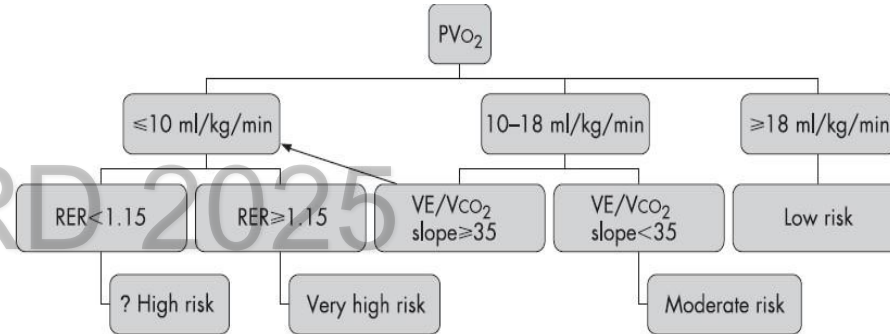 PVO₂
≤10 ml/kg/min
10–18 ml/kg/min
≥18 ml/kg/min
RD 2025
RER<1.15
RER≥1.15
VE/VCO₂
slope≥35
VE/VCO₂
slope<35
Low risk
? High risk
Very high risk
Moderate risk